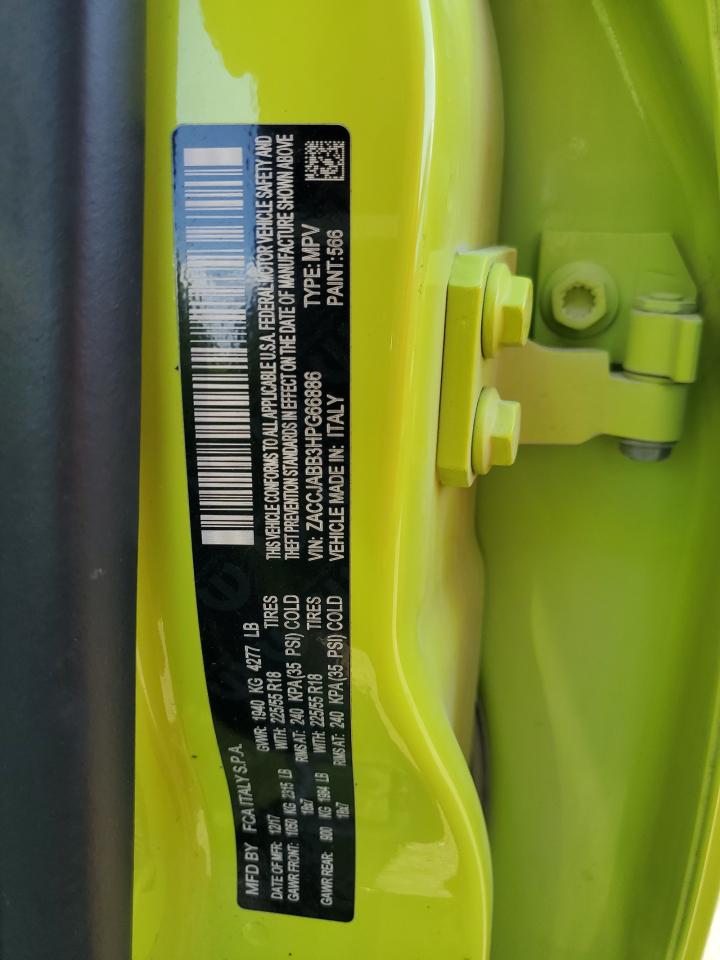 MFD BY FCA ITALY S.P.A.
DATE OF MFR: 12/17 GVWR: 1940 KG 4277 LB
GAWR FRONT: 1050 KG 2315 LB WITH: 225/55 R18 TIRES
18x7 RIMS AT: 240 KPA(35 PSI) COLD
GAWR REAR: 900 KG 1984 LB WITH: 225/55 R18 TIRES
18x7 RIMS AT: 240 KPA(35 PSI) COLD
THIS VEHICLE CONFORMS TO ALL APPLICABLE U.S.A. FEDERAL MOTOR VEHICLE SAFETY AND
THEFT PREVENTION STANDARDS IN EFFECT ON THE DATE OF MANUFACTURE SHOWN ABOVE
VIN: ZACCJABB3HPG66886 TYPE: MPV
VEHICLE MADE IN: ITALY PAINT: 566